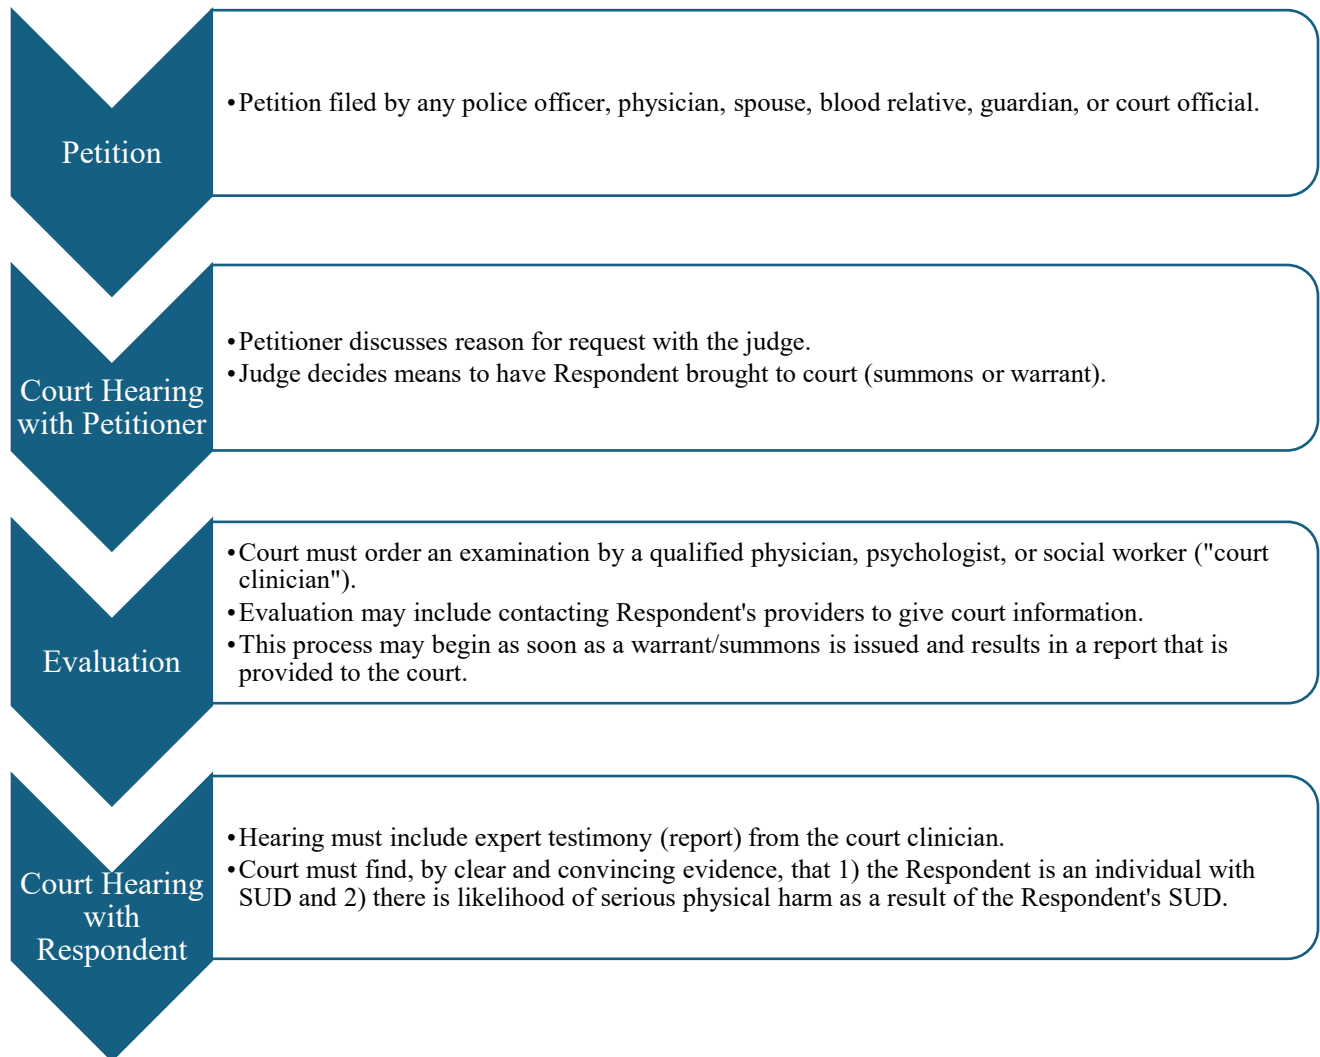 Petition
•Petition filed by any police officer, physician, spouse, blood relative, guardian, or court official.
Court Hearing
with Petitioner
•Petitioner discusses reason for request with the judge.
•Judge decides means to have Respondent brought to court (summons or warrant).
Evaluation
•Court must order an examination by a qualified physician, psychologist, or social worker ("court
clinician").
•Evaluation may include contacting Respondent's providers to give court information.
•This process may begin as soon as a warrant/summons is issued and results in a report that is
provided to the court.
Court Hearing
with
Respondent
•Hearing must include expert testimony (report) from the court clinician.
•Court must find, by clear and convincing evidence, that 1) the Respondent is an individual with
SUD and 2) there is likelihood of serious physical harm as a result of the Respondent's SUD.